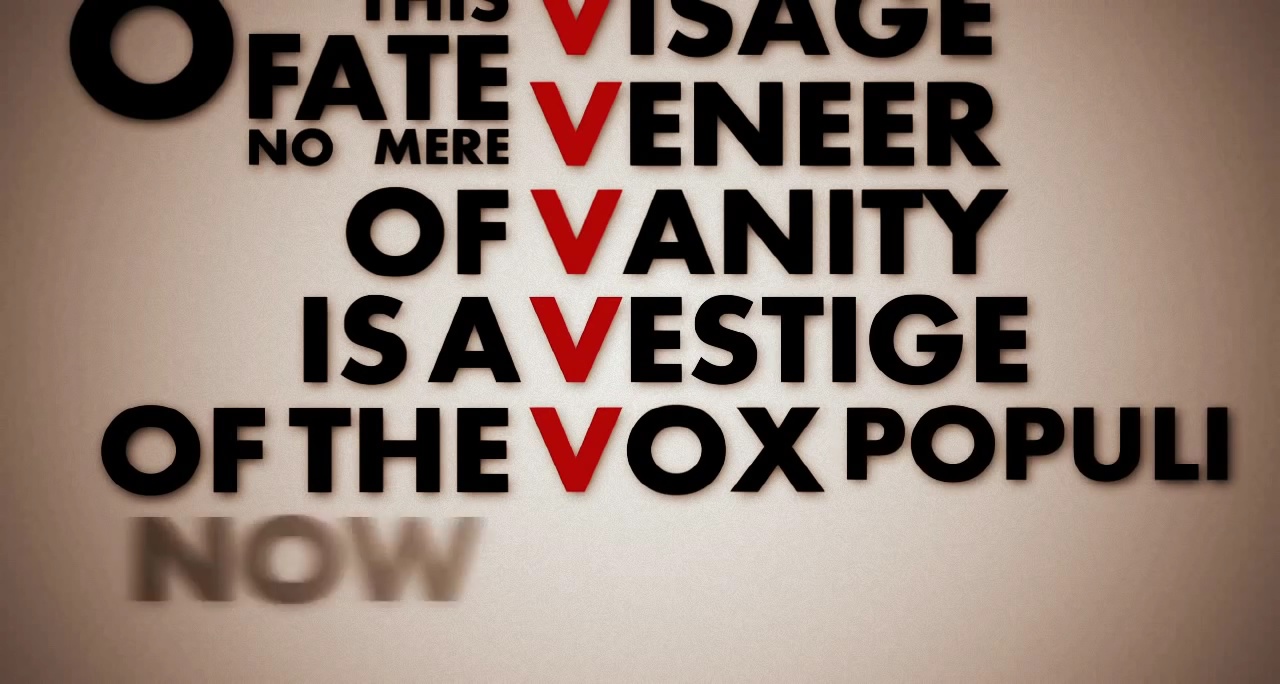 THIS VISAGE
O FATE
NO MERE VENEER
OF VANITY
IS A VESTIGE
OF THE VOX POPULI
NOW